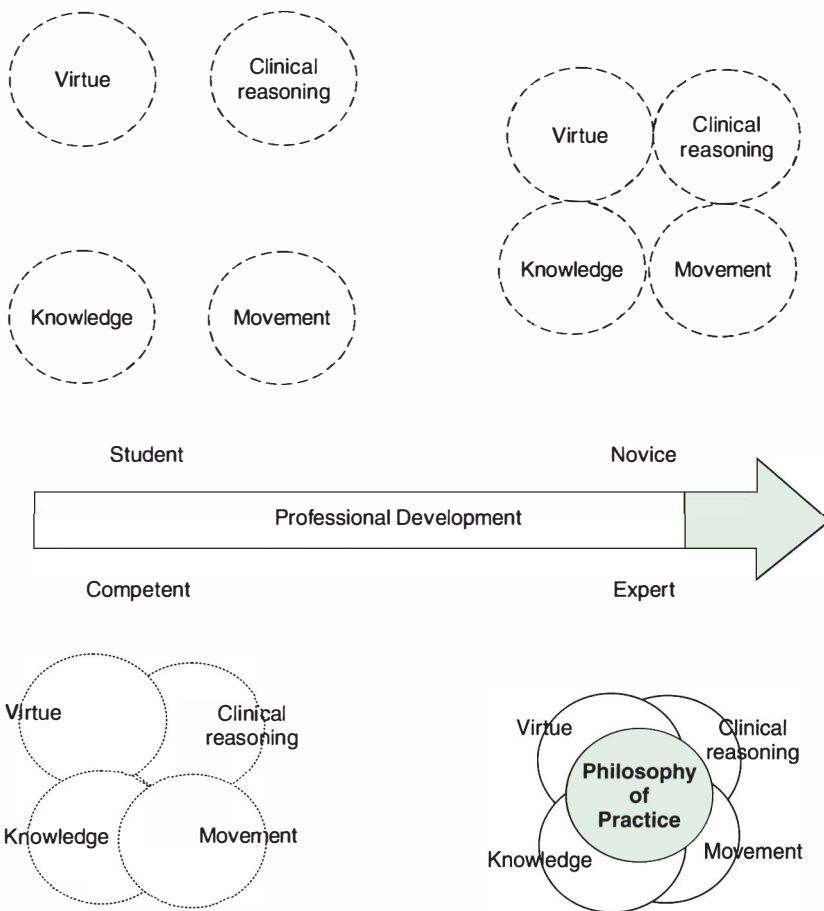 Virtue
Clinical
reasoning
Knowledge
Movement
Virtue
Clinical
reasoning
Knowledge
Movement
Student
Novice
Professional Development
Competent
Expert
Virtue
Clinical
reasoning
Knowledge
Movement
Virtue
Clinical
reasoning
Philosophy
of
Practice
Knowledge
Movement